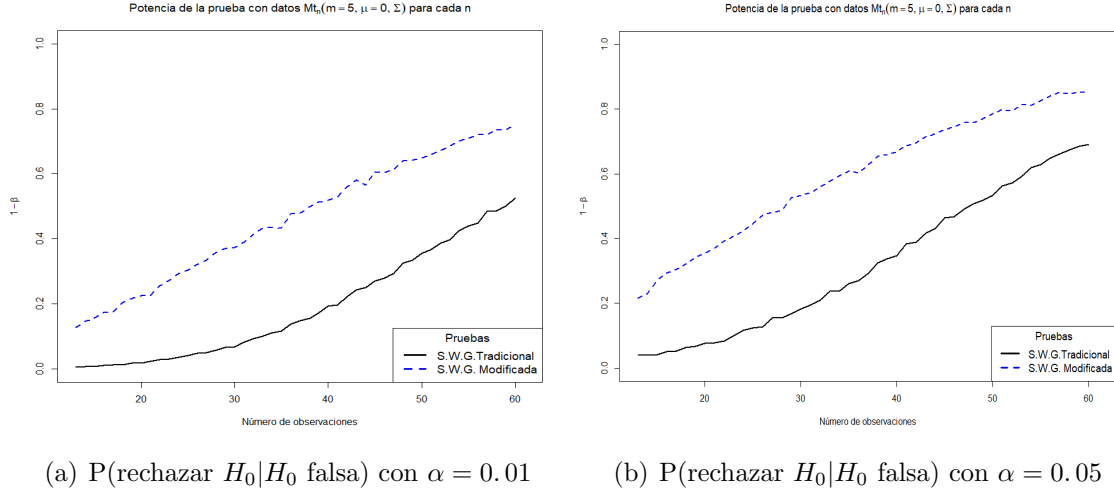 Potencia de la prueba con datos Mtₙ(m = 5, μ = 0, Σ) para cada n
1 − β
1.0
0.8
0.6
0.4
0.2
0.0
20
30
40
50
60
Número de observaciones
Pruebas
S.W.G.Tradicional
S.W.G. Modificada
(a) P(rechazar H₀|H₀ falsa) con α = 0.01
Potencia de la prueba con datos Mtₙ(m = 5, μ = 0, Σ) para cada n
1 − β
1.0
0.8
0.6
0.4
0.2
0.0
20
30
40
50
60
Número de observaciones
Pruebas
S.W.G.Tradicional
S.W.G. Modificada
(b) P(rechazar H₀|H₀ falsa) con α = 0.05